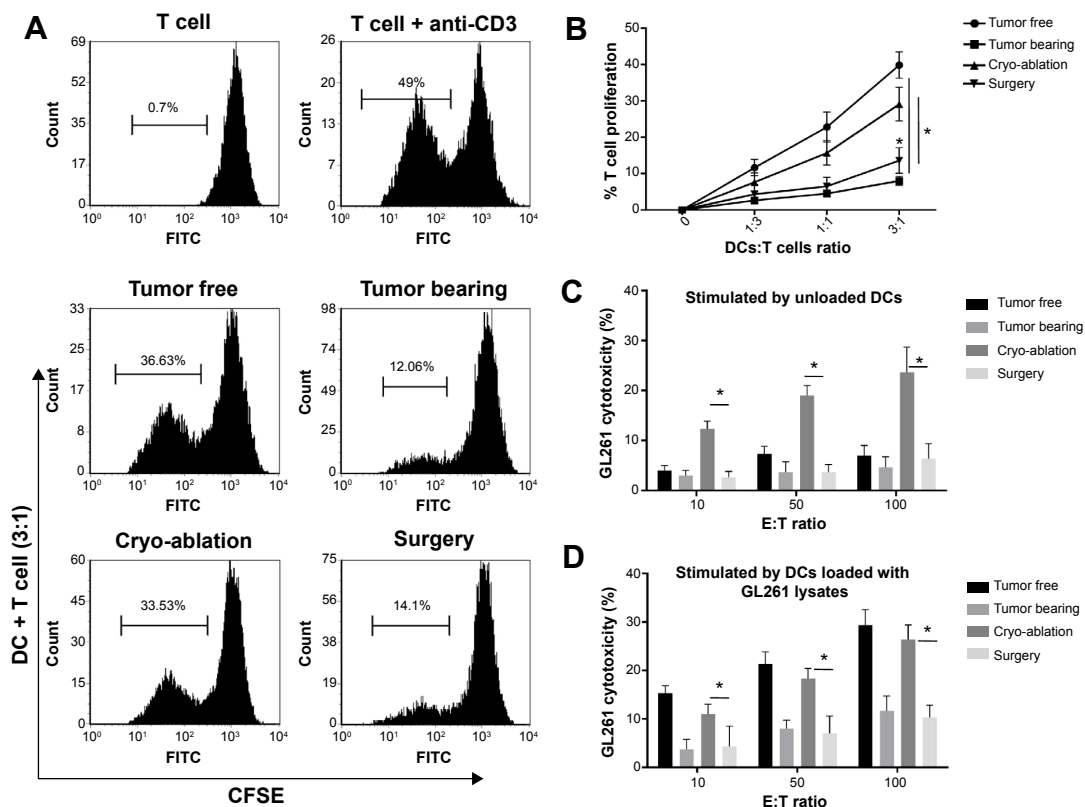 A
T cell
T cell + anti-CD3
69
52
35
17
0
Count
0.7%
10⁰ 10¹ 10² 10³ 10⁴
FITC
26
20
13
7
0
Count
49%
10⁰ 10¹ 10² 10³ 10⁴
FITC
Tumor free
Tumor bearing
33
25
16
8
0
Count
36.63%
10⁰ 10¹ 10² 10³ 10⁴
FITC
98
74
49
25
0
Count
12.06%
10⁰ 10¹ 10² 10³ 10⁴
FITC
Cryo-ablation
Surgery
60
45
30
15
0
Count
33.53%
10⁰ 10¹ 10² 10³ 10⁴
FITC
75
56
38
19
0
Count
14.1%
10⁰ 10¹ 10² 10³ 10⁴
FITC
DC + T cell (3:1)
CFSE
B
50
40
30
20
10
0
% T cell proliferation
0 1:3 1:1 3:1
DCs:T cells ratio
*
*
Tumor free
Tumor bearing
Cryo-ablation
Surgery
C
Stimulated by unloaded DCs
40
30
20
10
0
GL261 cytotoxicity (%)
* * *
10 50 100
E:T ratio
Tumor free
Tumor bearing
Cryo-ablation
Surgery
D
Stimulated by DCs loaded with
GL261 lysates
40
30
20
10
0
GL261 cytotoxicity (%)
* * *
10 50 100
E:T ratio
Tumor free
Tumor bearing
Cryo-ablation
Surgery